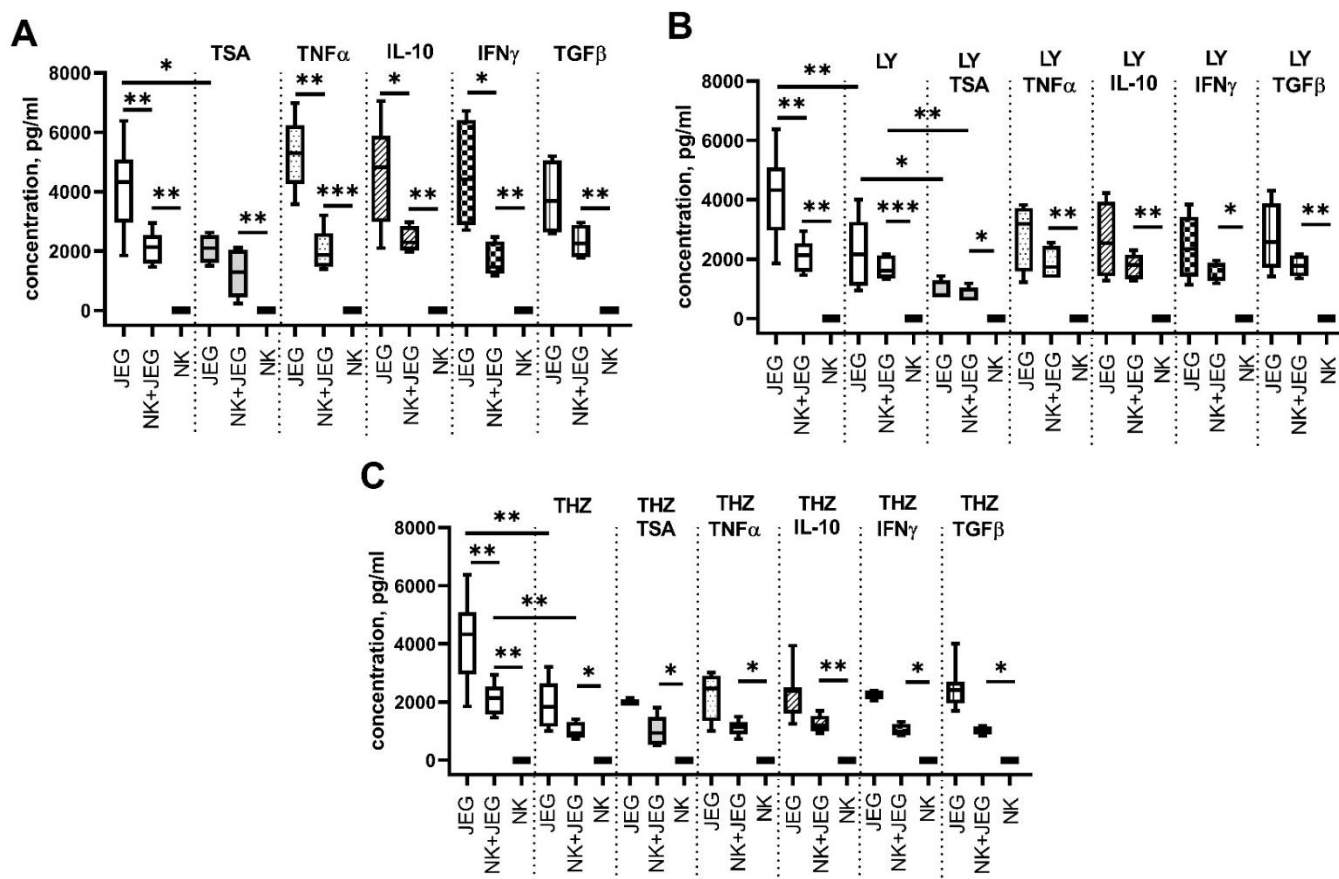 A
TSA TNFα IL-10 IFNγ TGFβ
concentration, pg/ml
8000
6000
4000
2000
0
* ** ** ** ** *** * ** * ** **
JEG NK+JEG NK JEG NK+JEG NK JEG NK+JEG NK JEG NK+JEG NK JEG NK+JEG NK JEG NK+JEG NK
B
LY LY LY LY LY LY
TSA TNFα IL-10 IFNγ TGFβ
concentration, pg/ml
8000
6000
4000
2000
0
** ** ** *** ** * * ** ** * **
JEG NK+JEG NK JEG NK+JEG NK JEG NK+JEG NK JEG NK+JEG NK JEG NK+JEG NK JEG NK+JEG NK JEG NK+JEG NK
C
THZ THZ THZ THZ THZ THZ
TSA TNFα IL-10 IFNγ TGFβ
concentration, pg/ml
8000
6000
4000
2000
0
** ** ** ** * * * ** * *
JEG NK+JEG NK JEG NK+JEG NK JEG NK+JEG NK JEG NK+JEG NK JEG NK+JEG NK JEG NK+JEG NK JEG NK+JEG NK